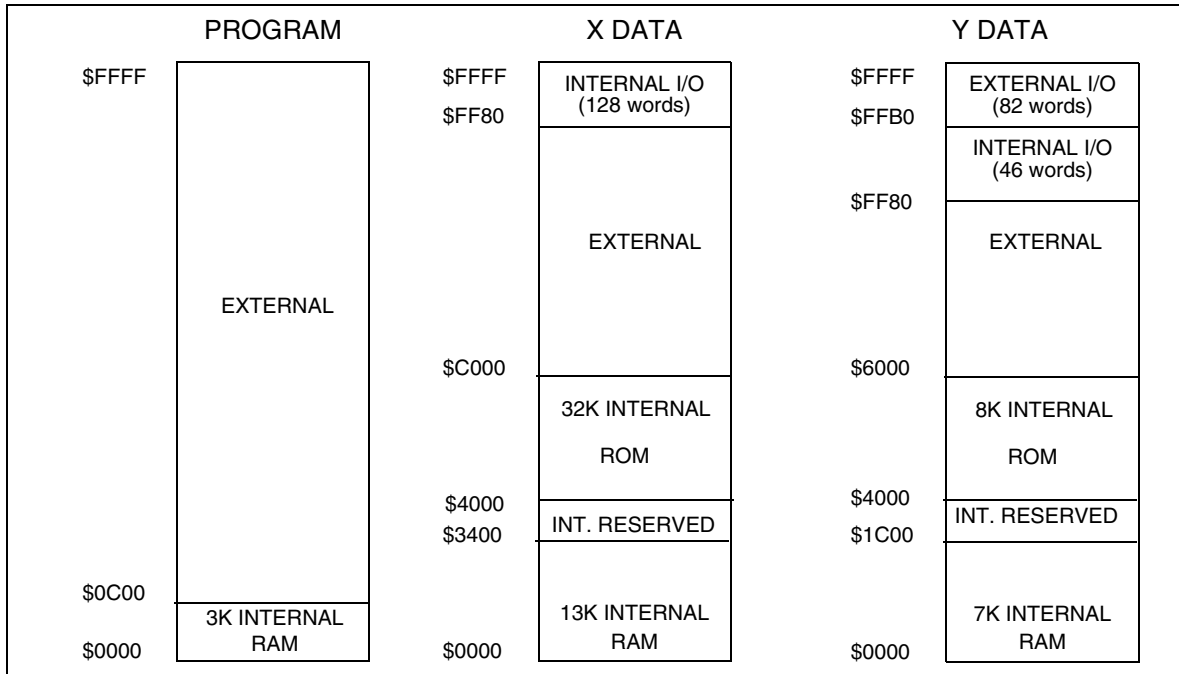 PROGRAM
$FFFF
EXTERNAL
$0C00
3K INTERNAL
RAM
$0000
X DATA
$FFFF
INTERNAL I/O
(128 words)
$FF80
EXTERNAL
$C000
32K INTERNAL
ROM
$4000
INT. RESERVED
$3400
13K INTERNAL
RAM
$0000
Y DATA
$FFFF
EXTERNAL I/O
(82 words)
$FFB0
INTERNAL I/O
(46 words)
$FF80
EXTERNAL
$6000
8K INTERNAL
ROM
$4000
INT. RESERVED
$1C00
7K INTERNAL
RAM
$0000